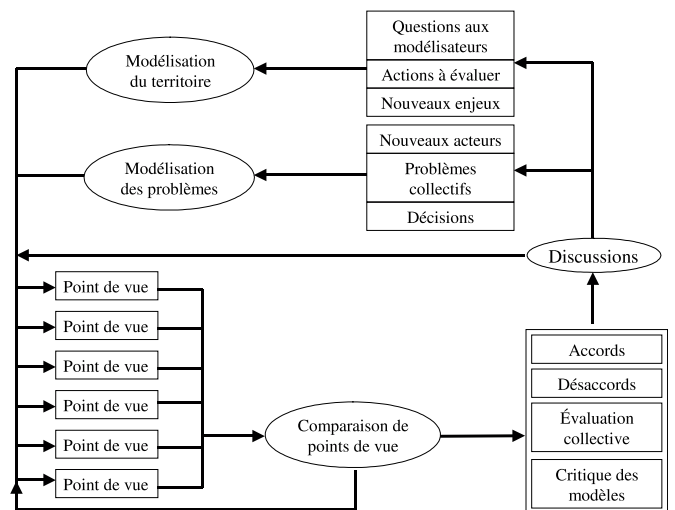 Questions aux
modélisateurs
Modélisation
du territoire
Actions à évaluer
Nouveaux enjeux
Nouveaux acteurs
Modélisation
des problèmes
Problèmes
collectifs
Décisions
Discussions
Point de vue
Point de vue
Point de vue
Point de vue
Point de vue
Point de vue
Comparaison de
points de vue
Accords
Désaccords
Évaluation
collective
Critique des
modèles